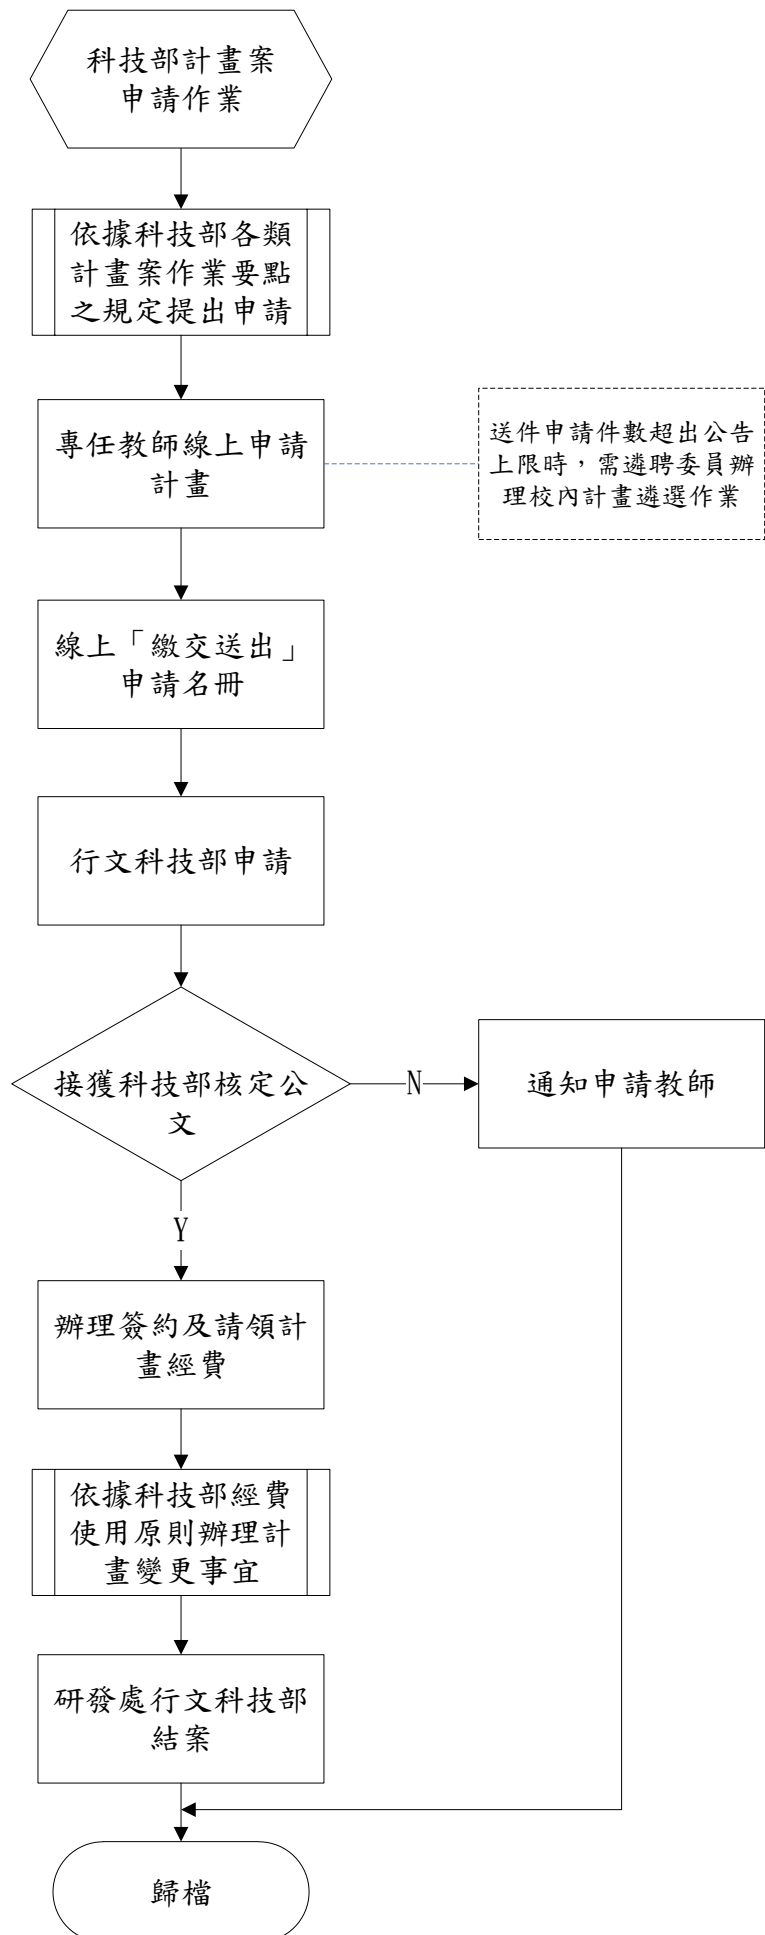 科技部計畫案
申請作業
依據科技部各類
計畫案作業要點
之規定提出申請
專任教師線上申請
計畫
送件申請件數超出公告
上限時，需遴聘委員辦
理校內計畫遴選作業
線上「繳交送出」
申請名冊
行文科技部申請
接獲科技部核定公
文
N
通知申請教師
Y
辦理簽約及請領計
畫經費
依據科技部經費
使用原則辦理計
畫變更事宜
研發處行文科技部
結案
歸檔